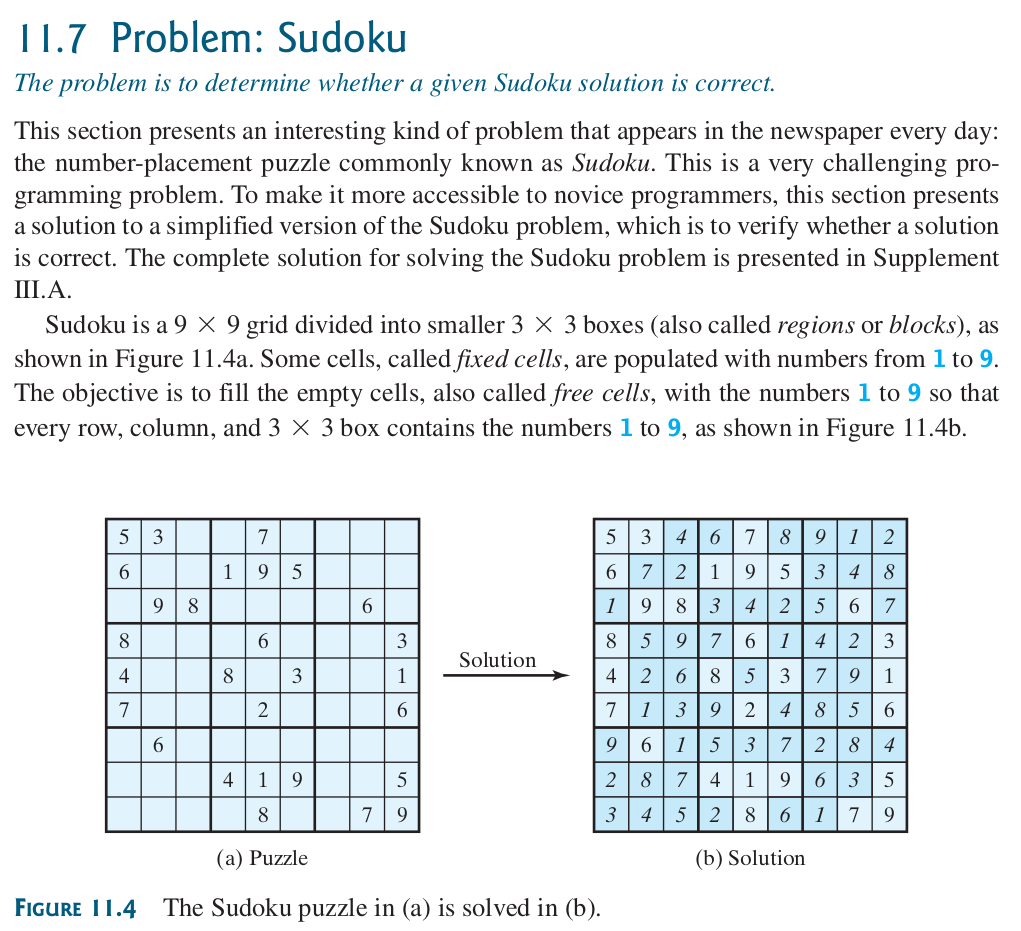 11.7 Problem: Sudoku
The problem is to determine whether a given Sudoku solution is correct.
This section presents an interesting kind of problem that appears in the newspaper every day:
the number-placement puzzle commonly known as Sudoku. This is a very challenging pro-
gramming problem. To make it more accessible to novice programmers, this section presents
a solution to a simplified version of the Sudoku problem, which is to verify whether a solution
is correct. The complete solution for solving the Sudoku problem is presented in Supplement
III.A.
Sudoku is a 9 × 9 grid divided into smaller 3 × 3 boxes (also called regions or blocks), as
shown in Figure 11.4a. Some cells, called fixed cells, are populated with numbers from 1 to 9.
The objective is to fill the empty cells, also called free cells, with the numbers 1 to 9 so that
every row, column, and 3 × 3 box contains the numbers 1 to 9, as shown in Figure 11.4b.
5 3 7
6 1 9 5
9 8 6
8 6 3
4 8 3 1
7 2 6
6
4 1 9 5
8 7 9
(a) Puzzle
Solution
5 3 4 6 7 8 9 1 2
6 7 2 1 9 5 3 4 8
1 9 8 3 4 2 5 6 7
8 5 9 7 6 1 4 2 3
4 2 6 8 5 3 7 9 1
7 1 3 9 2 4 8 5 6
9 6 1 5 3 7 2 8 4
2 8 7 4 1 9 6 3 5
3 4 5 2 8 6 1 7 9
(b) Solution
FIGURE 11.4 The Sudoku puzzle in (a) is solved in (b).